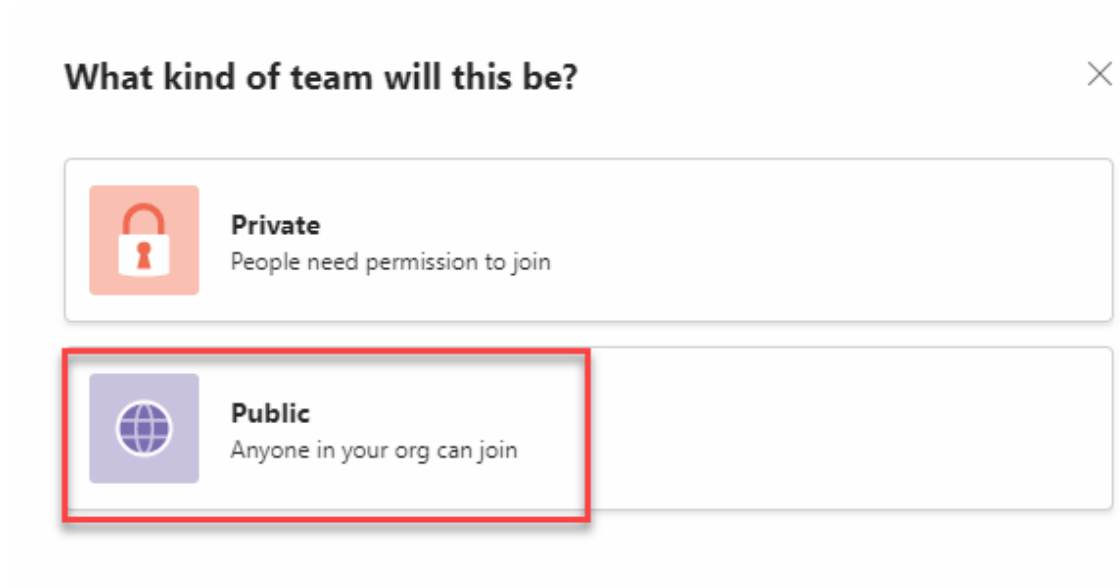 What kind of team will this be?
Private
People need permission to join
Public
Anyone in your org can join